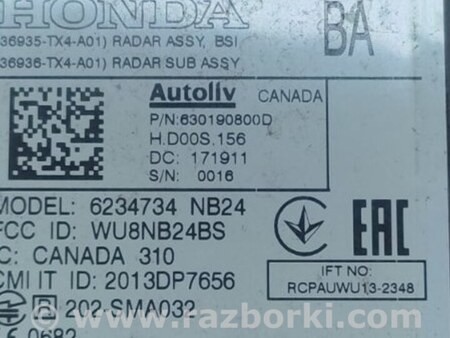 HONDA
36935-TX4-A01) RADAR ASSY, BSI
36936-TX4-A01) RADAR SUB ASSY
BA
Autoliv CANADA
P/N:630190800D
H.D00S.156
DC: 171911
S/N: 0016
MODEL: 6234734 NB24
FCC ID: WU8NB24BS
C: CANADA 310
CMI IT ID: 2013DP7656
EAC
IFT NO:
RCPAUWU13-2348
202-SMA032
0682
www.razborki.com